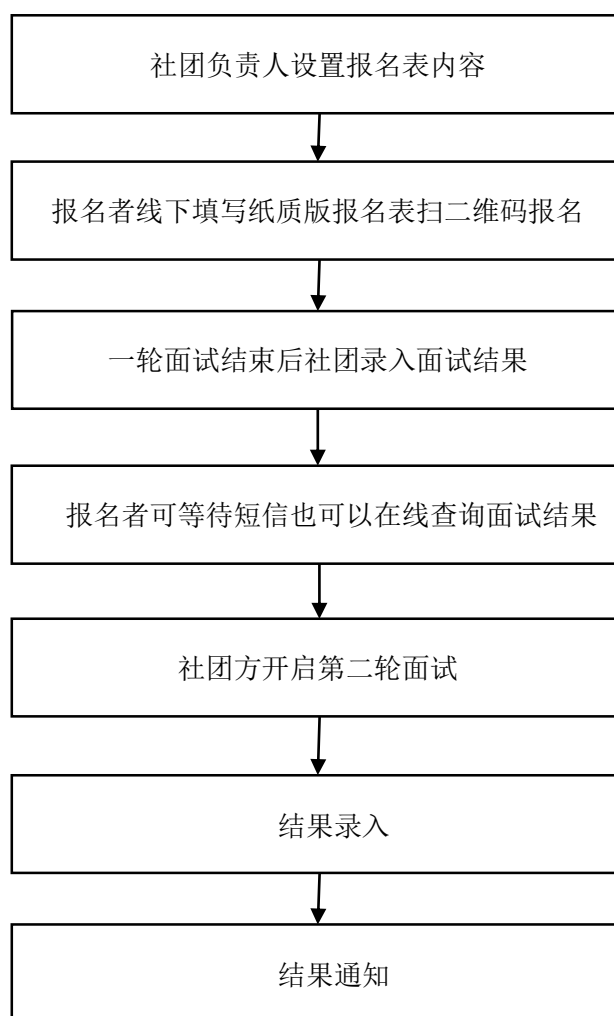 社团负责人设置报名表内容
报名者线下填写纸质版报名表扫二维码报名
一轮面试结束后社团录入面试结果
报名者可等待短信也可以在线查询面试结果
社团方开启第二轮面试
结果录入
结果通知